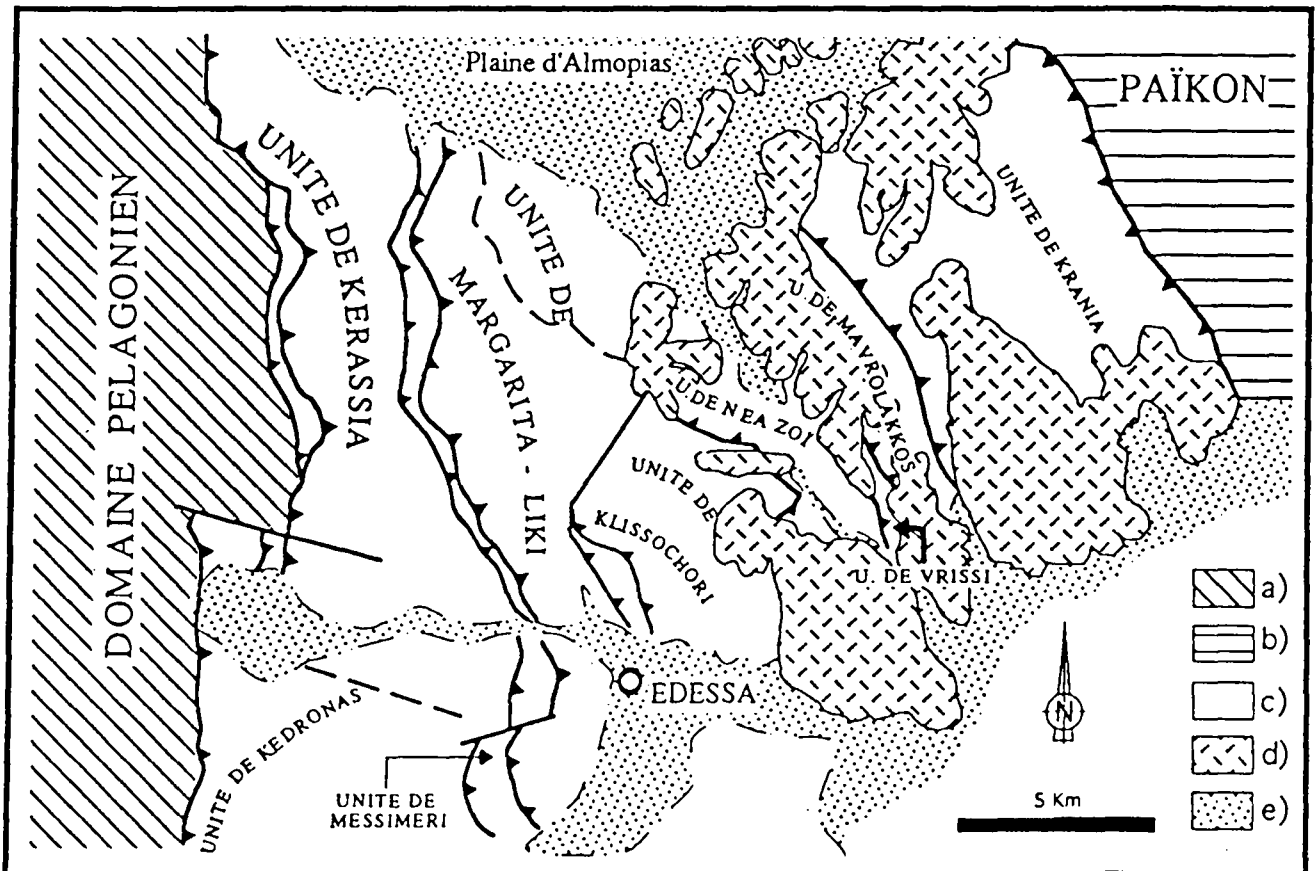 Plaine d'Almopias
PAÏKON
DOMAINE PELAGONIEN
UNITE DE KERASSIA
UNITE DE
MARGARITA - LIKI
UNITE DE KRANIA
U. DE MAVROLAKKOS
U. DE NEA ZOI
UNITE DE
KLISSOCHORI
U. DE VRISSI
EDESSA
UNITE DE KEDRONAS
UNITE DE
MESSIMERI
N
5 Km
a)
b)
c)
d)
e)